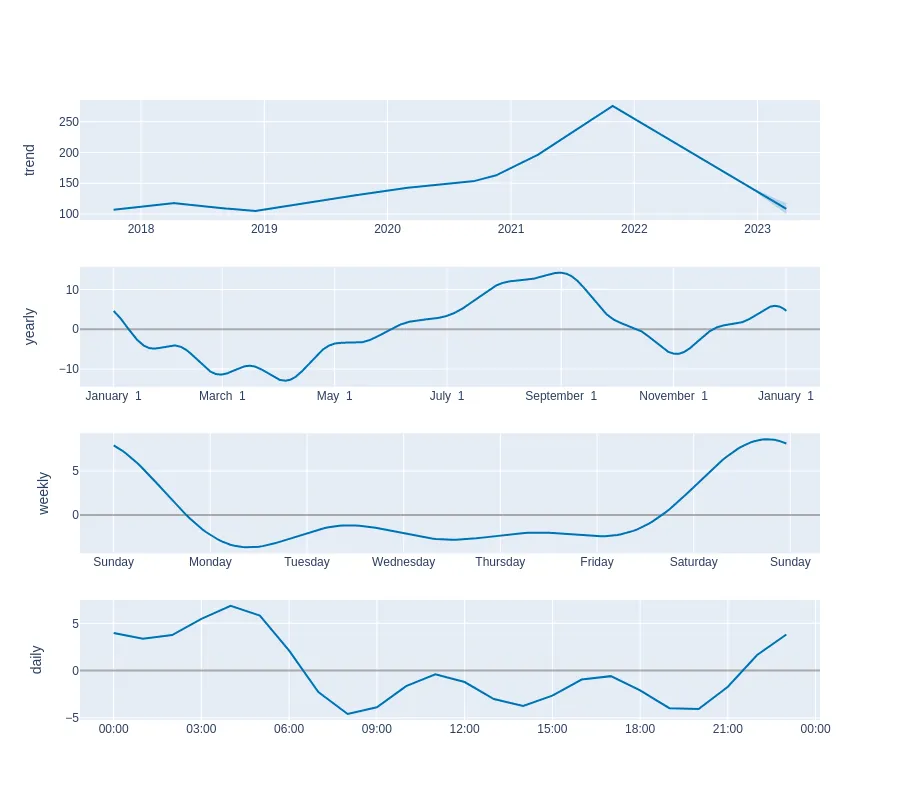 trend
250
200
150
100
2018 2019 2020 2021 2022 2023
yearly
10
0
−10
January 1 March 1 May 1 July 1 September 1 November 1 January 1
weekly
5
0
Sunday Monday Tuesday Wednesday Thursday Friday Saturday Sunday
daily
5
0
−5
00:00 03:00 06:00 09:00 12:00 15:00 18:00 21:00 00:00